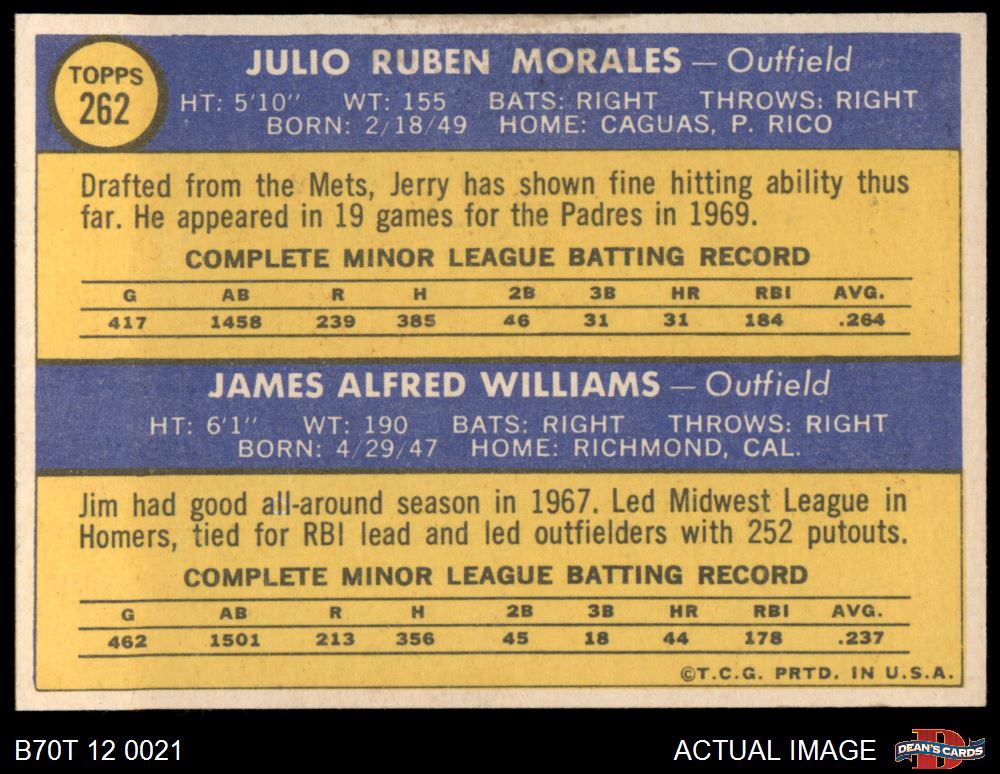 TOPPS
262
JULIO RUBEN MORALES — Outfield
HT: 5'10" WT: 155 BATS: RIGHT THROWS: RIGHT
BORN: 2/18/49 HOME: CAGUAS, P. RICO
Drafted from the Mets, Jerry has shown fine hitting ability thus
far. He appeared in 19 games for the Padres in 1969.
COMPLETE MINOR LEAGUE BATTING RECORD
G AB R H 2B 3B HR RBI AVG.
417 1458 239 385 46 31 31 184 .264
JAMES ALFRED WILLIAMS — Outfield
HT: 6'1" WT: 190 BATS: RIGHT THROWS: RIGHT
BORN: 4/29/47 HOME: RICHMOND, CAL.
Jim had good all-around season in 1967. Led Midwest League in
Homers, tied for RBI lead and led outfielders with 252 putouts.
COMPLETE MINOR LEAGUE BATTING RECORD
G AB R H 2B 3B HR RBI AVG.
462 1501 213 356 45 18 44 178 .237
©T.C.G. PRTD. IN U.S.A.
B70T 12 0021 ACTUAL IMAGE DEAN'S CARDS